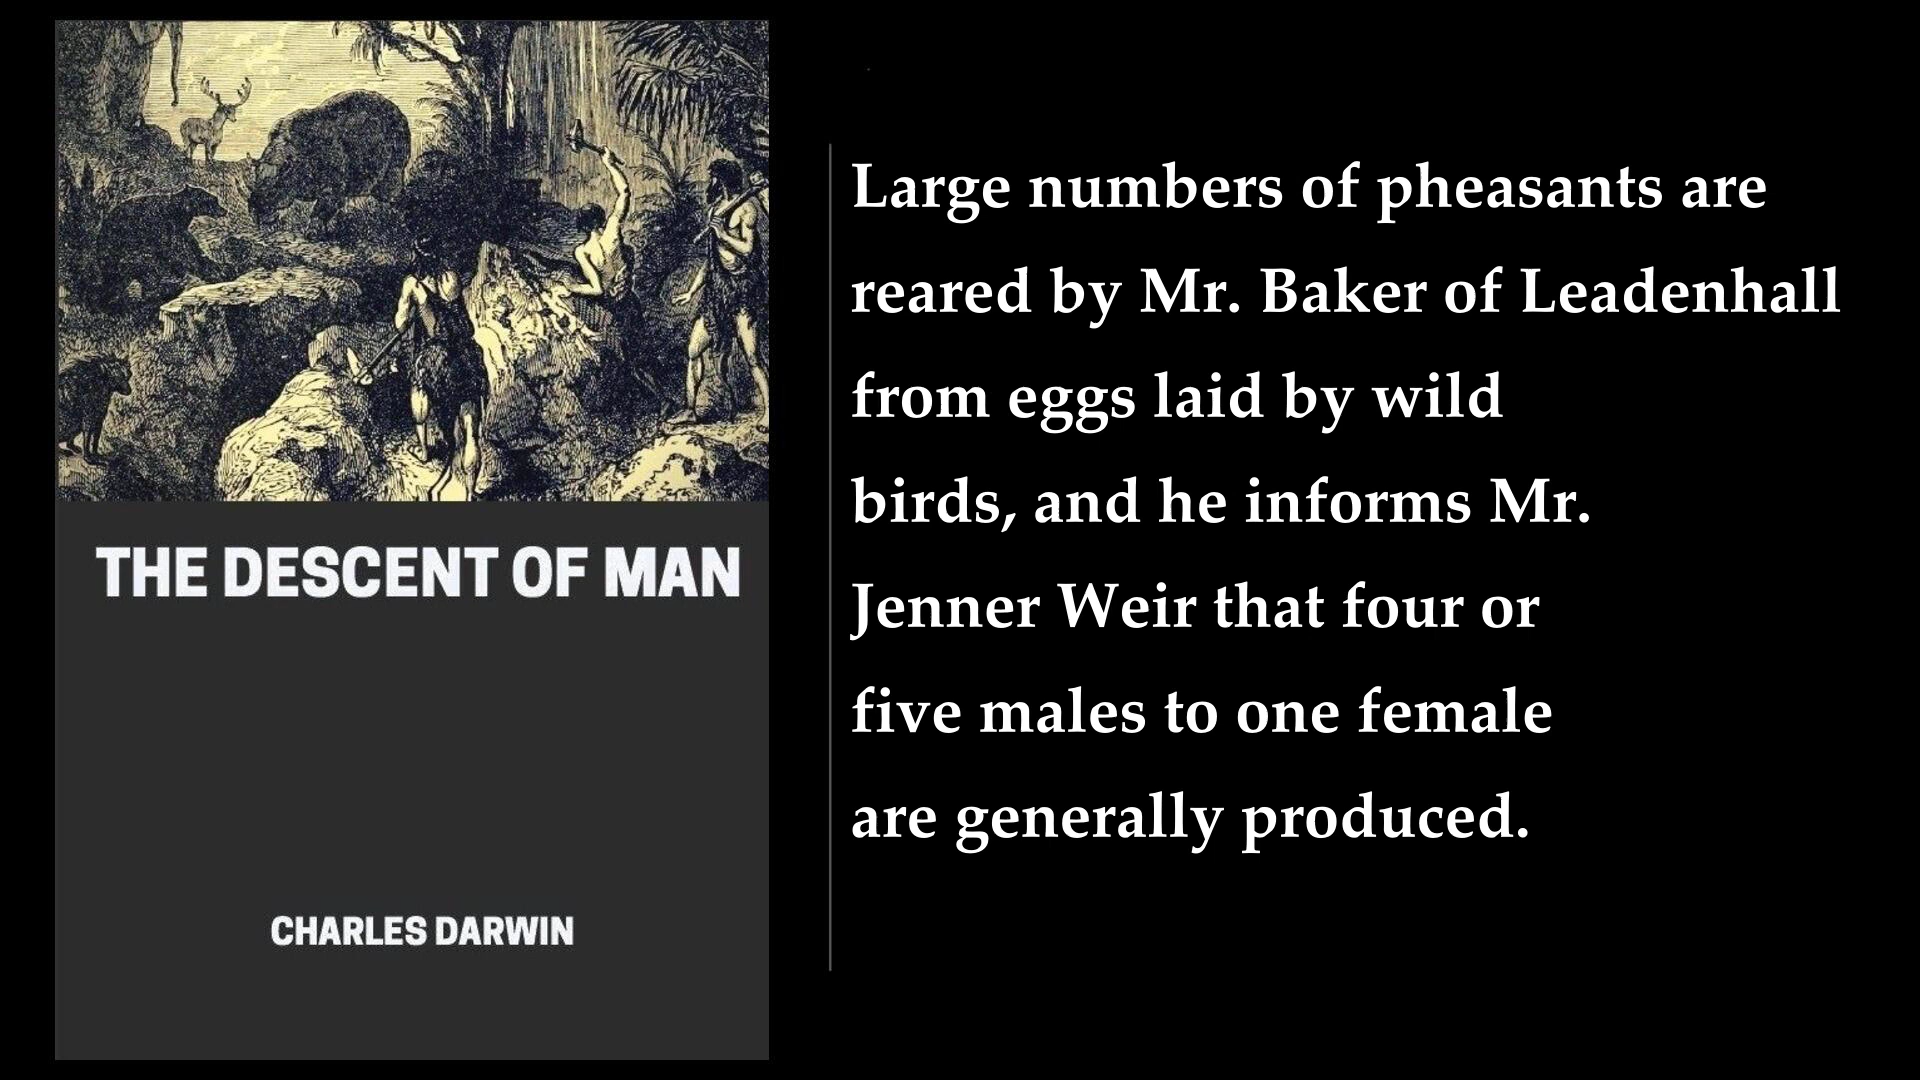 THE DESCENT OF MAN
CHARLES DARWIN
Large numbers of pheasants are
reared by Mr. Baker of Leadenhall
from eggs laid by wild
birds, and he informs Mr.
Jenner Weir that four or
five males to one female
are generally produced.